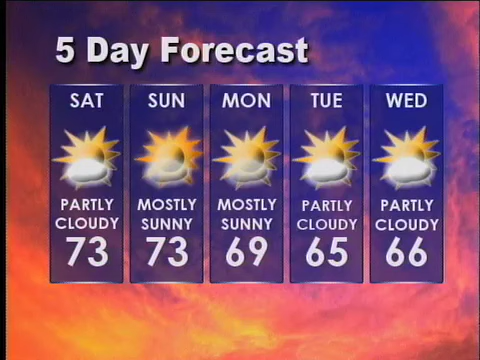 5 Day Forecast
SAT SUN MON TUE WED
PARTLY CLOUDY MOSTLY SUNNY MOSTLY SUNNY PARTLY CLOUDY PARTLY CLOUDY
73 73 69 65 66